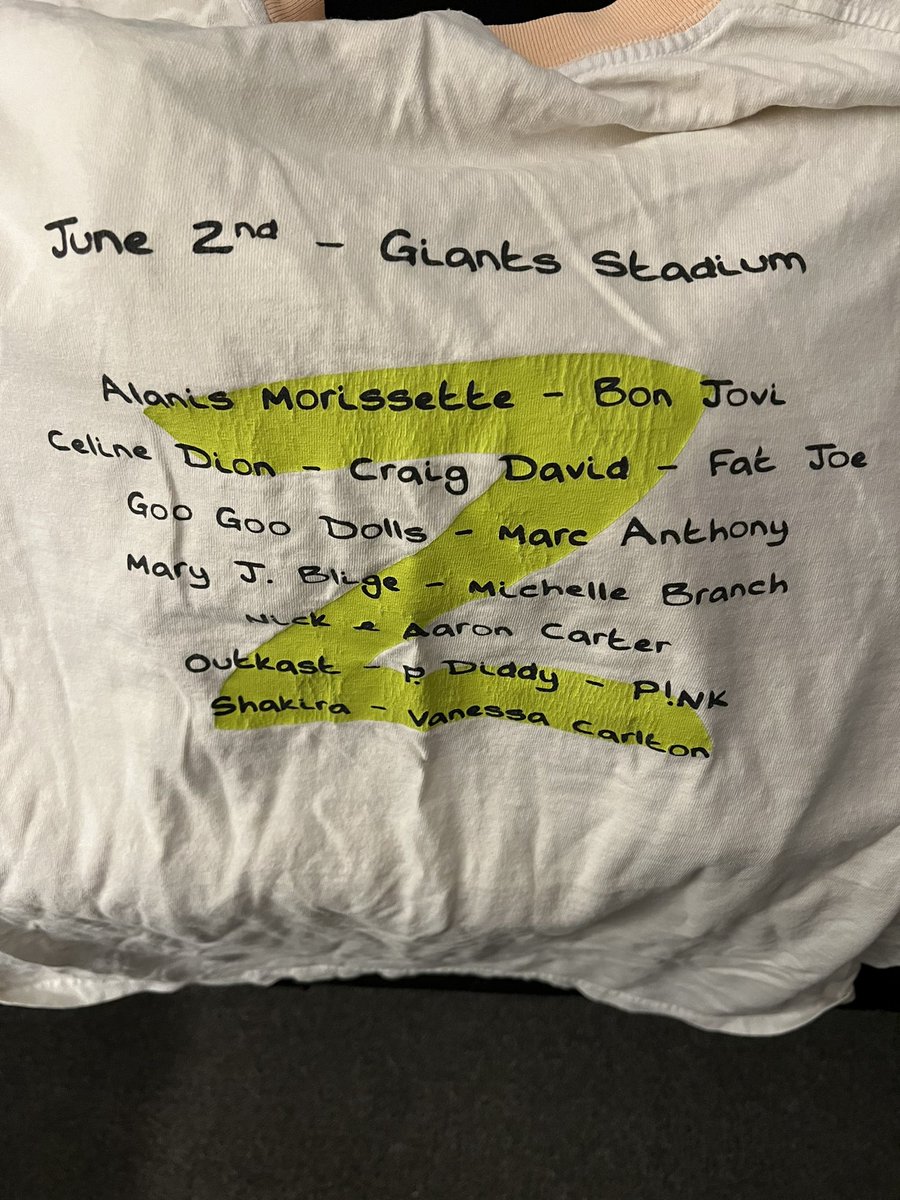 June 2nd - Giants Stadium
Alanis Morissette - Bon Jovi
Celine Dion - Craig David - Fat Joe
Goo Goo Dolls - Marc Anthony
Mary J. Blige - Michelle Branch
Nick & Aaron Carter
Outkast - P. Diddy - P!NK
Shakira - Vanessa Carlton